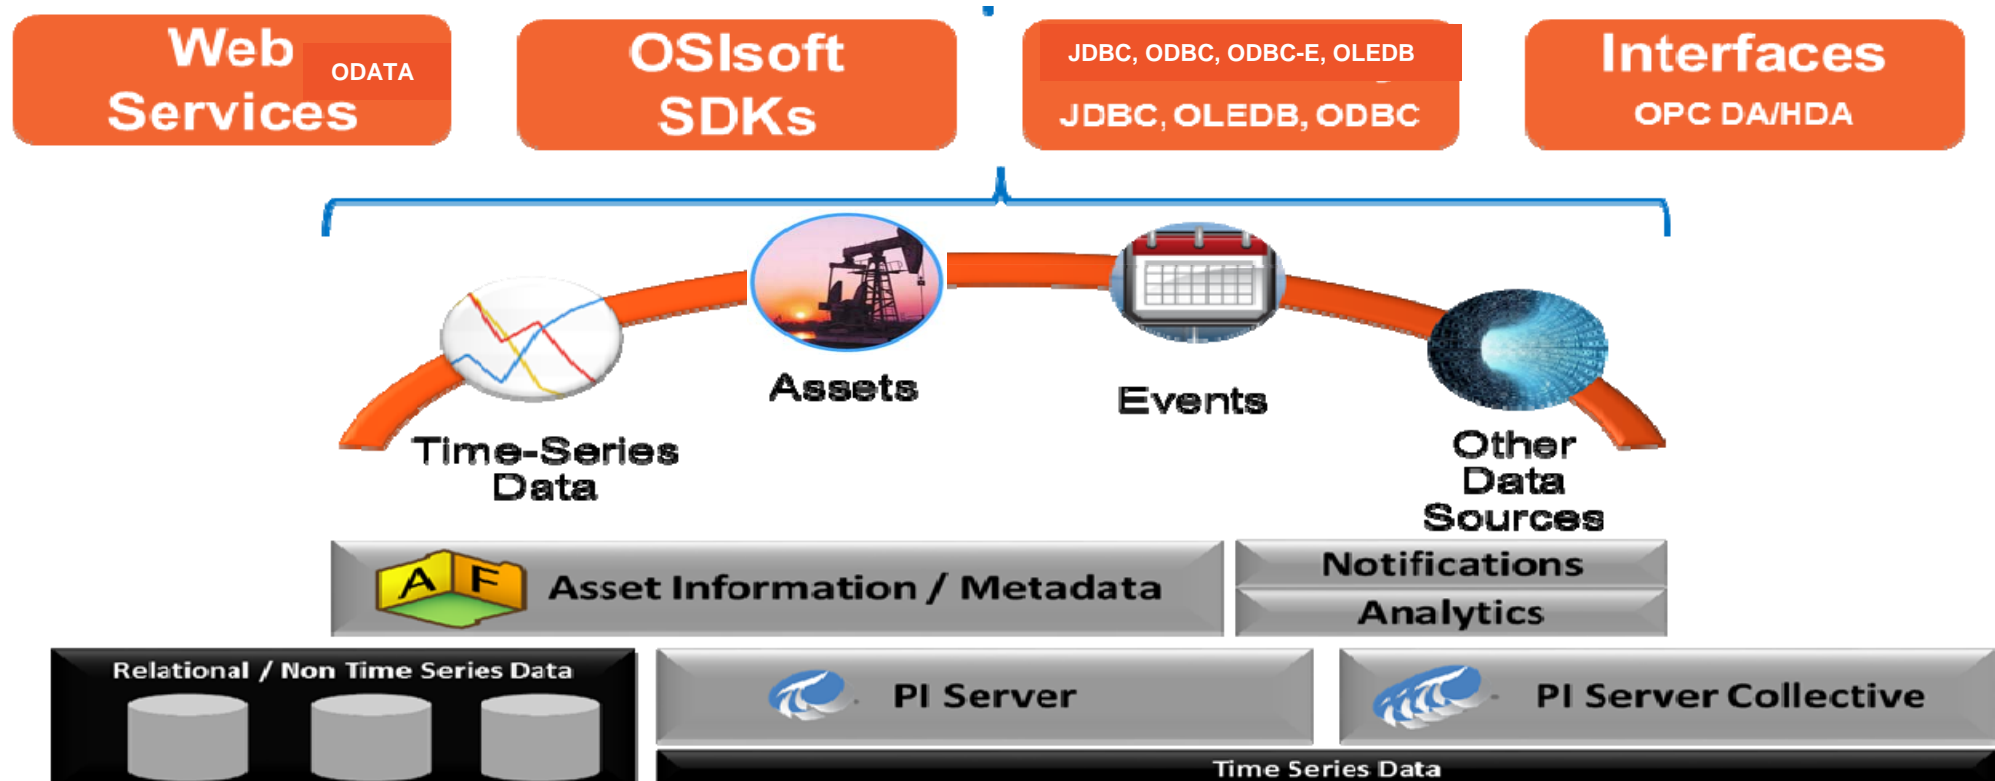 Web
ODATA
Services
OSIsoft
SDKs
JDBC, ODBC, ODBC-E, OLEDB
JDBC, OLEDB, ODBC
Interfaces
OPC DA/HDA
Time-Series
Data
Assets
Events
Other
Data
Sources
AF
Asset Information / Metadata
Notifications
Analytics
Relational / Non Time Series Data
PI Server
PI Server Collective
Time Series Data